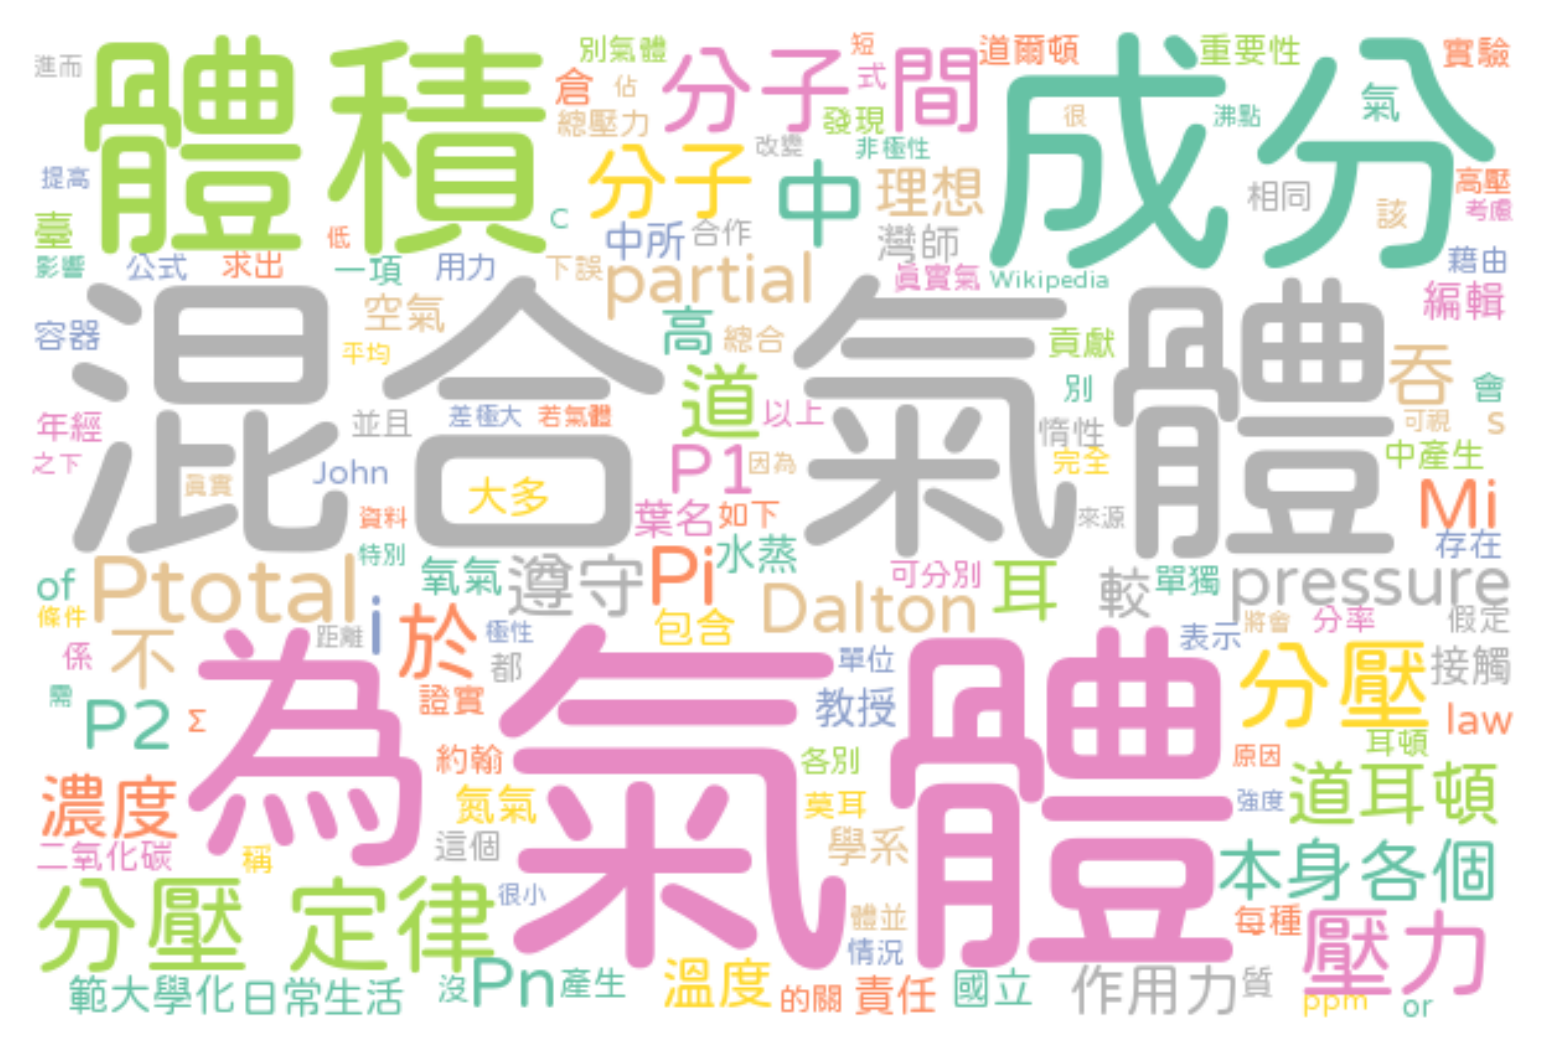 進而
體積
別氣體
倉
佔
總壓力
分子間
短
式
發現
道爾頓
成分
很
沸點
重要性
氣
實驗
改變
非極性
提高
臺
低
C
分子
中
理想
相同
高壓
該
考慮
中所
合作
灣師
影響
公式
求出
一項
用力
下誤
partial
真實氣
Wikipedia
藉由
編輯
混合氣體
空氣
高
總合
貢獻
容器
平均
吞
別
會
道
以上
年經
並且
差極大
若氣體
惰性
可視
s
之下
John
P1
因為
完全
中產生
真實
大多
Mi
資料
葉名
如下
來源
存在
特別
水蒸
of
Ptotal
氧氣
遵守
Pi
可分別
耳
較
單獨
pressure
條件
i
Dalton
將會
分率
假定
不
距離
於
極性
包含
表示
係
都
單位
分壓
接觸
需
P2
Σ
為氣體
證實
教授
law
耳頓
約翰
各別
原因
濃度
氮氣
莫耳
強度
道耳頓
二氧化碳
稱
這個
學系
本身各個
分壓 定律
很小
體並
每種
壓力
情況
範大學化
日常生活
沒
Pn
產生
溫度
的關
責任
國立
作用力
質
ppm
or